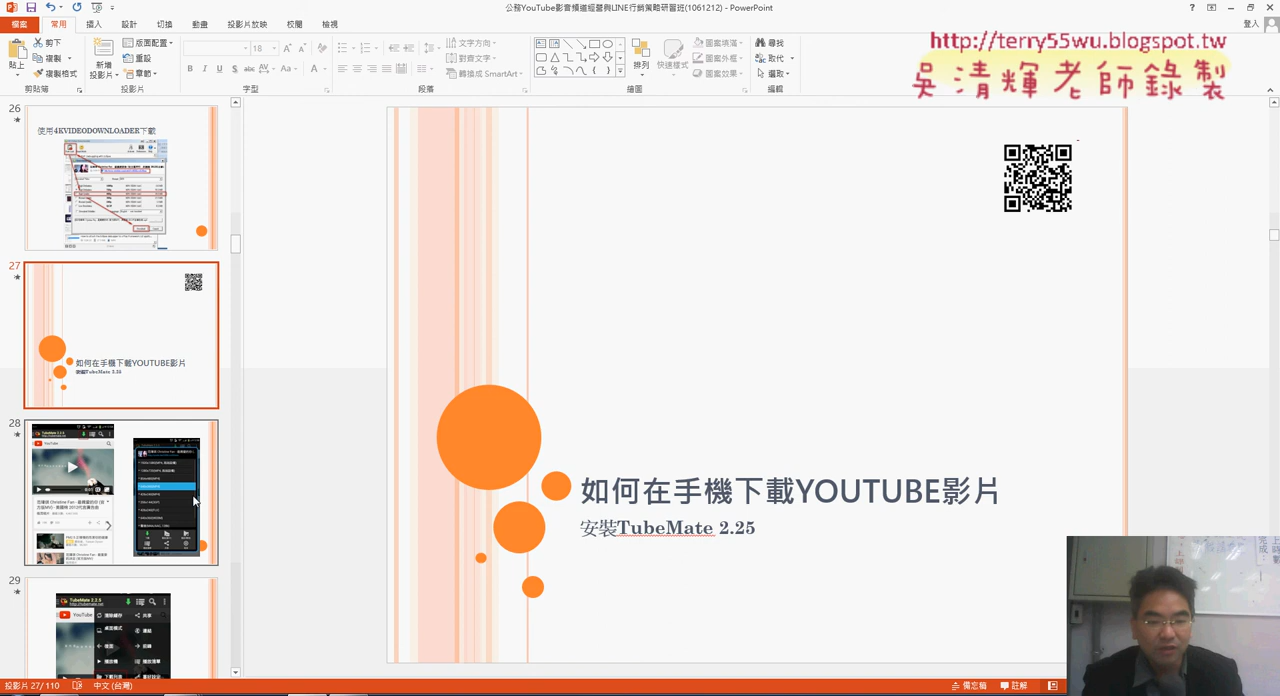 公務YouTube影音頻道經營與LINE行銷策略研習班(1061212) - PowerPoint
檔案 常用 插入 設計 切換 動畫 投影片放映 校閱 檢視
登入
http://terry55wu.blogspot.tw
吳清輝老師錄製
貼上
剪下
複製
複製格式
剪貼簿
新增
投影片
版面配置
重設
章節
投影片
18
字型
文字方向
對齊文字
轉換成 SmartArt
段落
排列
快速樣式
圖案填滿
圖案外框
圖案效果
繪圖
尋找
取代
選取
編輯
26
使用4KVIDEODOWNLOADER下載
27
如何在手機下載YOUTUBE影片
安裝TubeMate 2.25
28
YouTube
29
TubeMate 2.2.5
YouTube
如何在手機下載YOUTUBE影片
安裝TubeMate 2.25
投影片 27/110 中文 (台灣)
備忘稿 註解